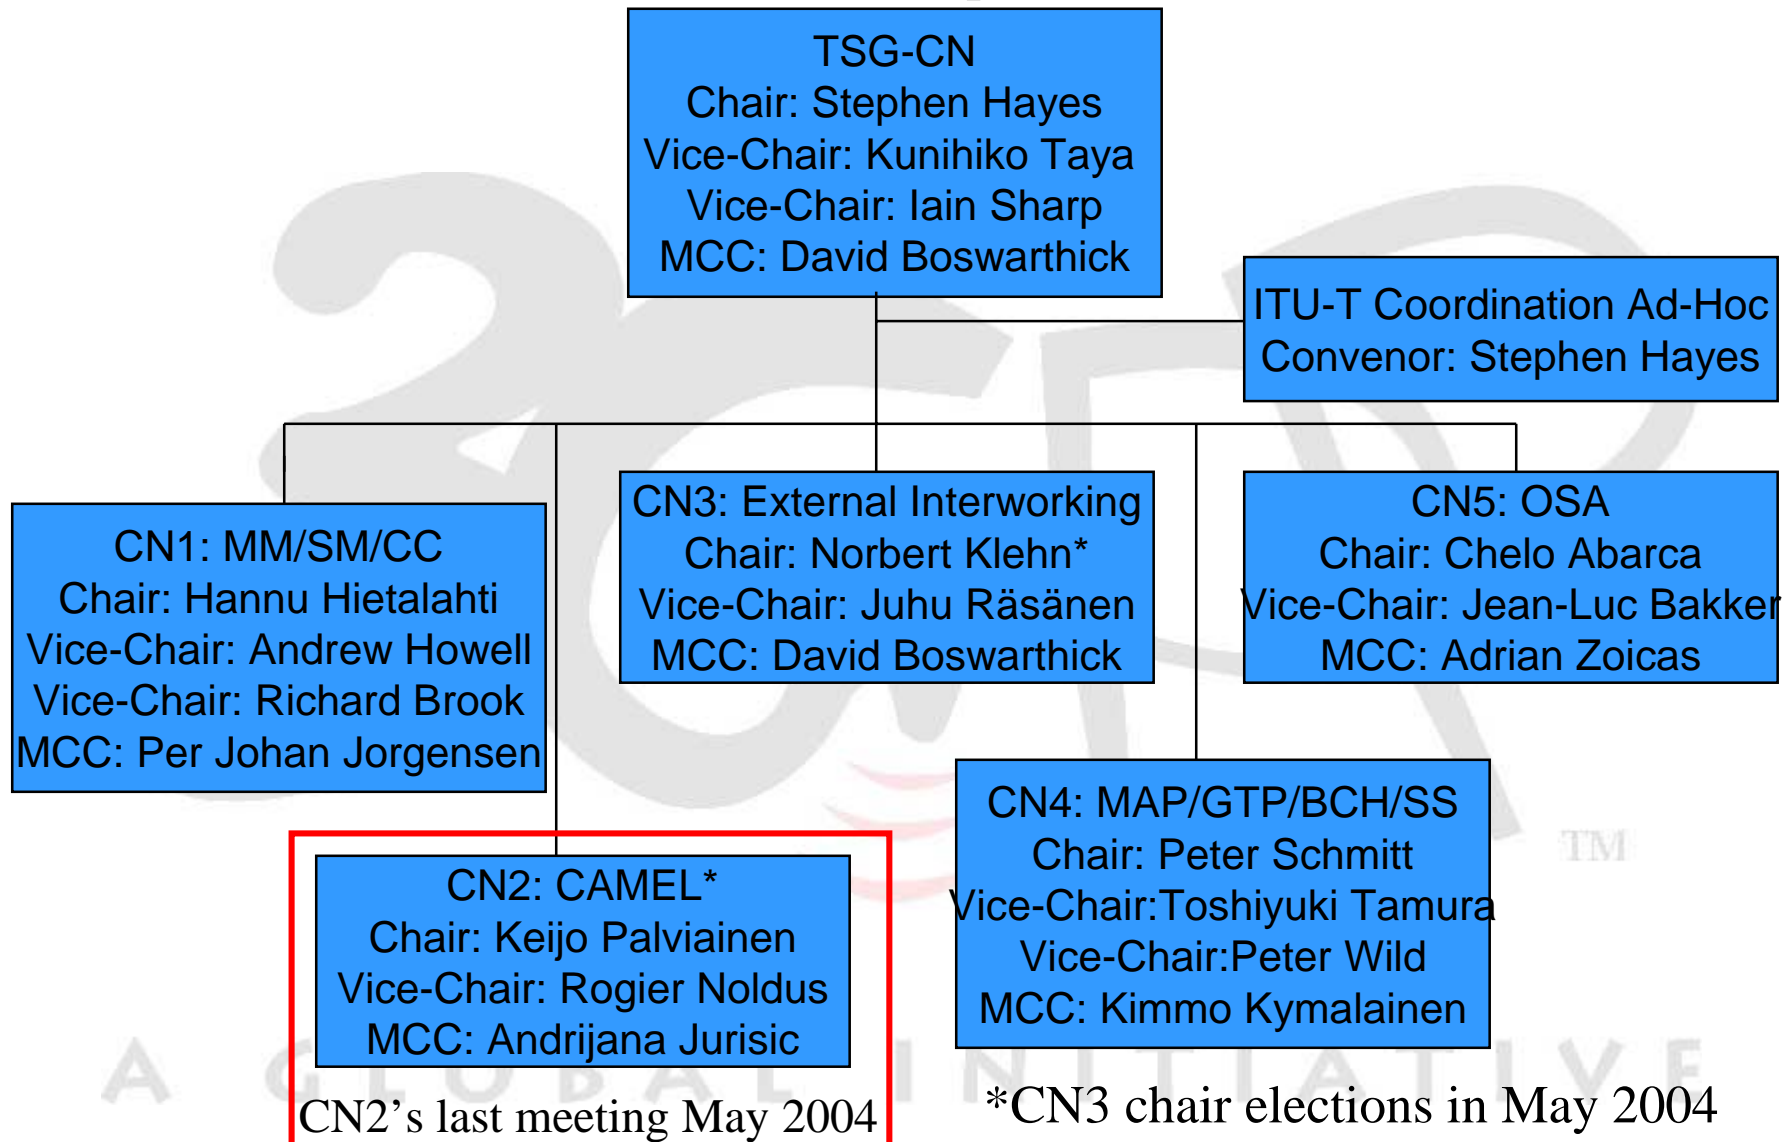 TSG-CN
Chair: Stephen Hayes
Vice-Chair: Kunihiko Taya
Vice-Chair: Iain Sharp
MCC: David Boswarthick
ITU-T Coordination Ad-Hoc
Convenor: Stephen Hayes
CN1: MM/SM/CC
Chair: Hannu Hietalahti
Vice-Chair: Andrew Howell
Vice-Chair: Richard Brook
MCC: Per Johan Jorgensen
CN3: External Interworking
Chair: Norbert Klehn*
Vice-Chair: Juhu Räsänen
MCC: David Boswarthick
CN5: OSA
Chair: Chelo Abarca
Vice-Chair: Jean-Luc Bakker
MCC: Adrian Zoicas
CN2: CAMEL*
Chair: Keijo Palviainen
Vice-Chair: Rogier Noldus
MCC: Andrijana Jurisic
CN2’s last meeting May 2004
CN4: MAP/GTP/BCH/SS
Chair: Peter Schmitt
Vice-Chair:Toshiyuki Tamura
Vice-Chair:Peter Wild
MCC: Kimmo Kymalainen
*CN3 chair elections in May 2004
TM
A GLOBAL INITIATIVE